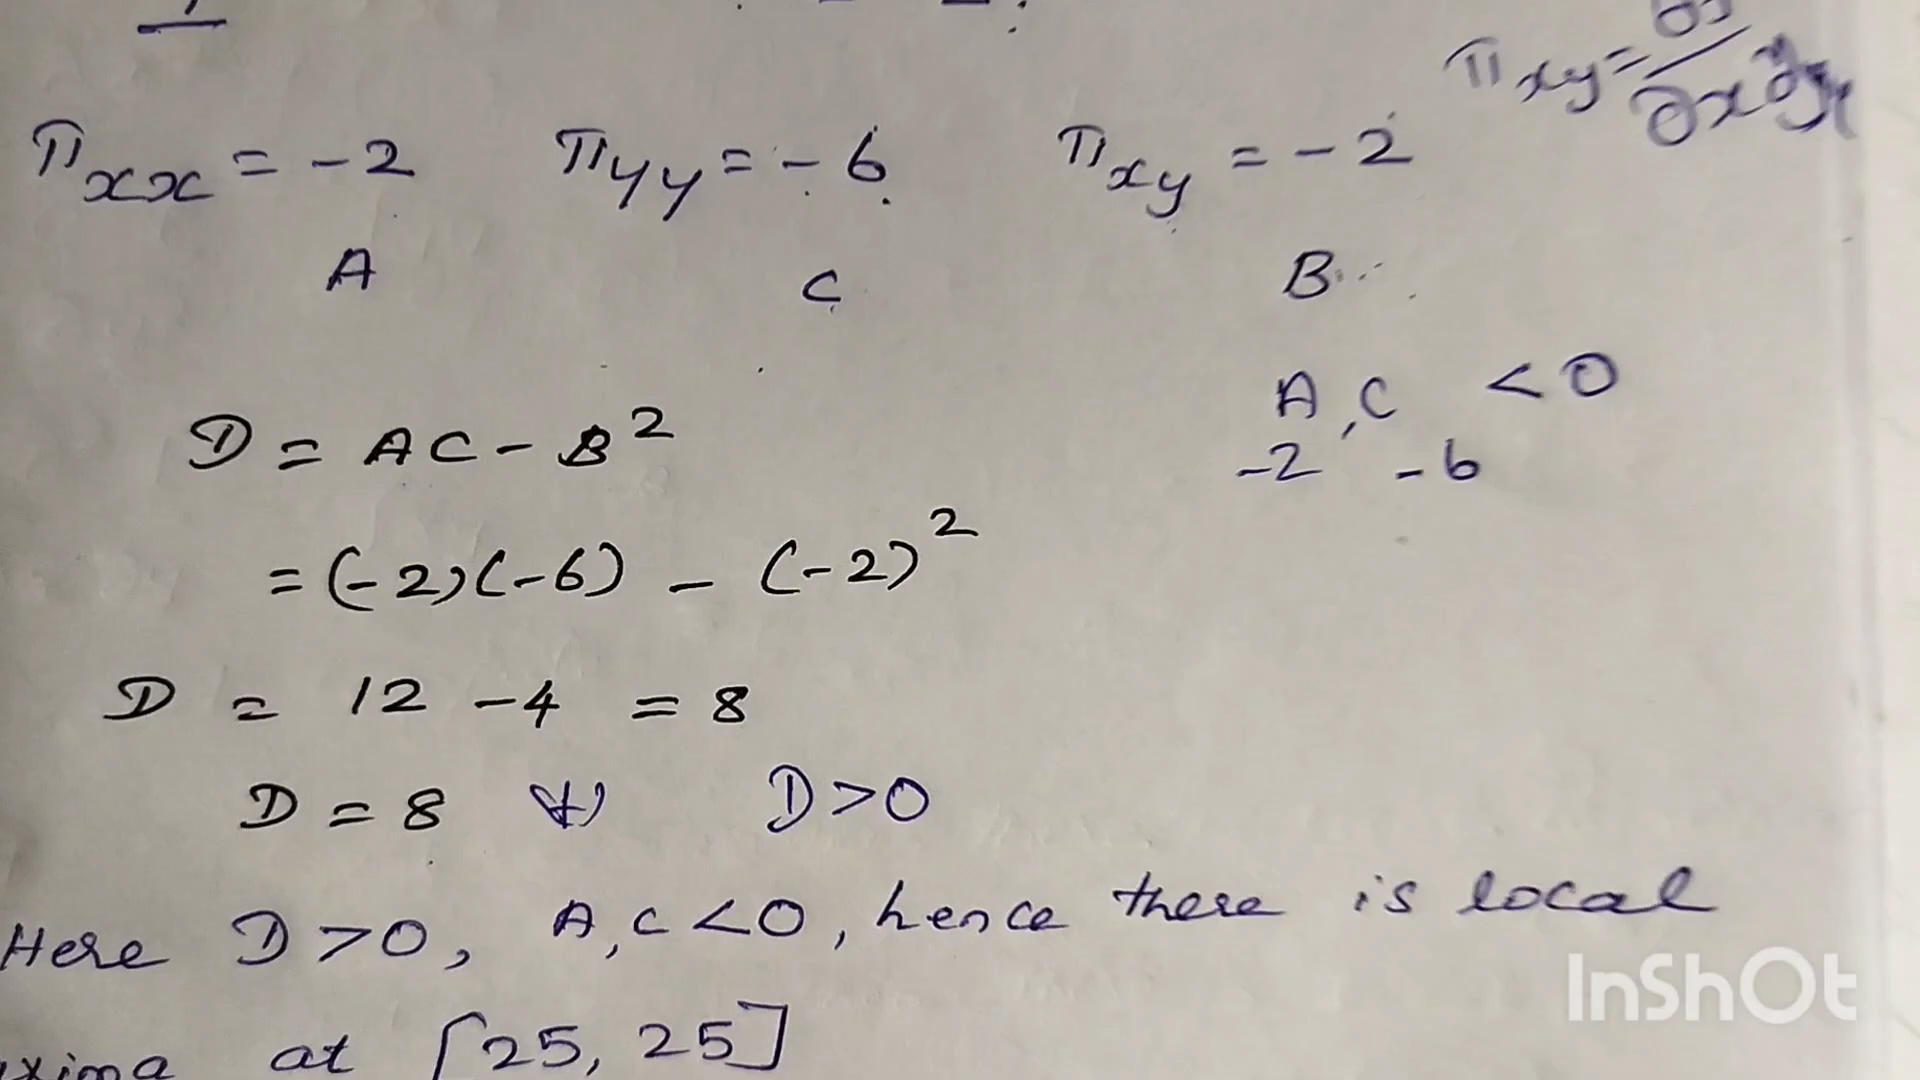 πxy = ∂x∂y
πxx = -2 πyy = -6 πxy = -2
A C B
A, C < 0
-2 -6
D = AC - B²
= (-2)(-6) - (-2)²
D = 12 - 4 = 8
D = 8 D > 0
Here D > 0, A, C < 0, hence there is local
at [25, 25]
InShOt